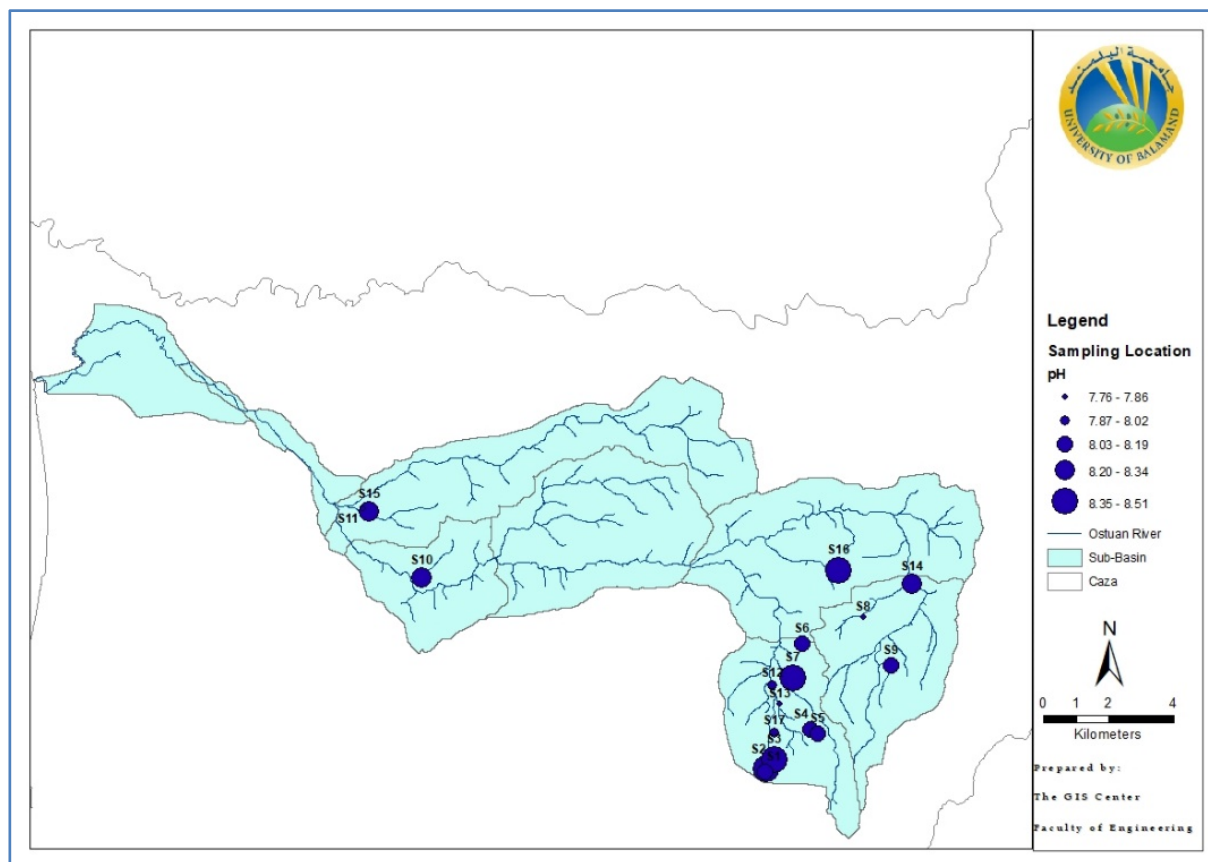 جامعة البلمند
UNIVERSITY OF BALAMAND
Legend
Sampling Location
pH
7.76 - 7.86
7.87 - 8.02
8.03 - 8.19
8.20 - 8.34
8.35 - 8.51
Ostuan River
Sub-Basin
Caza
N
0 1 2 4
Kilometers
Prepared by:
The GIS Center
Faculty of Engineering
S15
S11
S10
S16
S14
S8
S6
S9
S7
S12
S13
S4
S5
S17
S3
S2